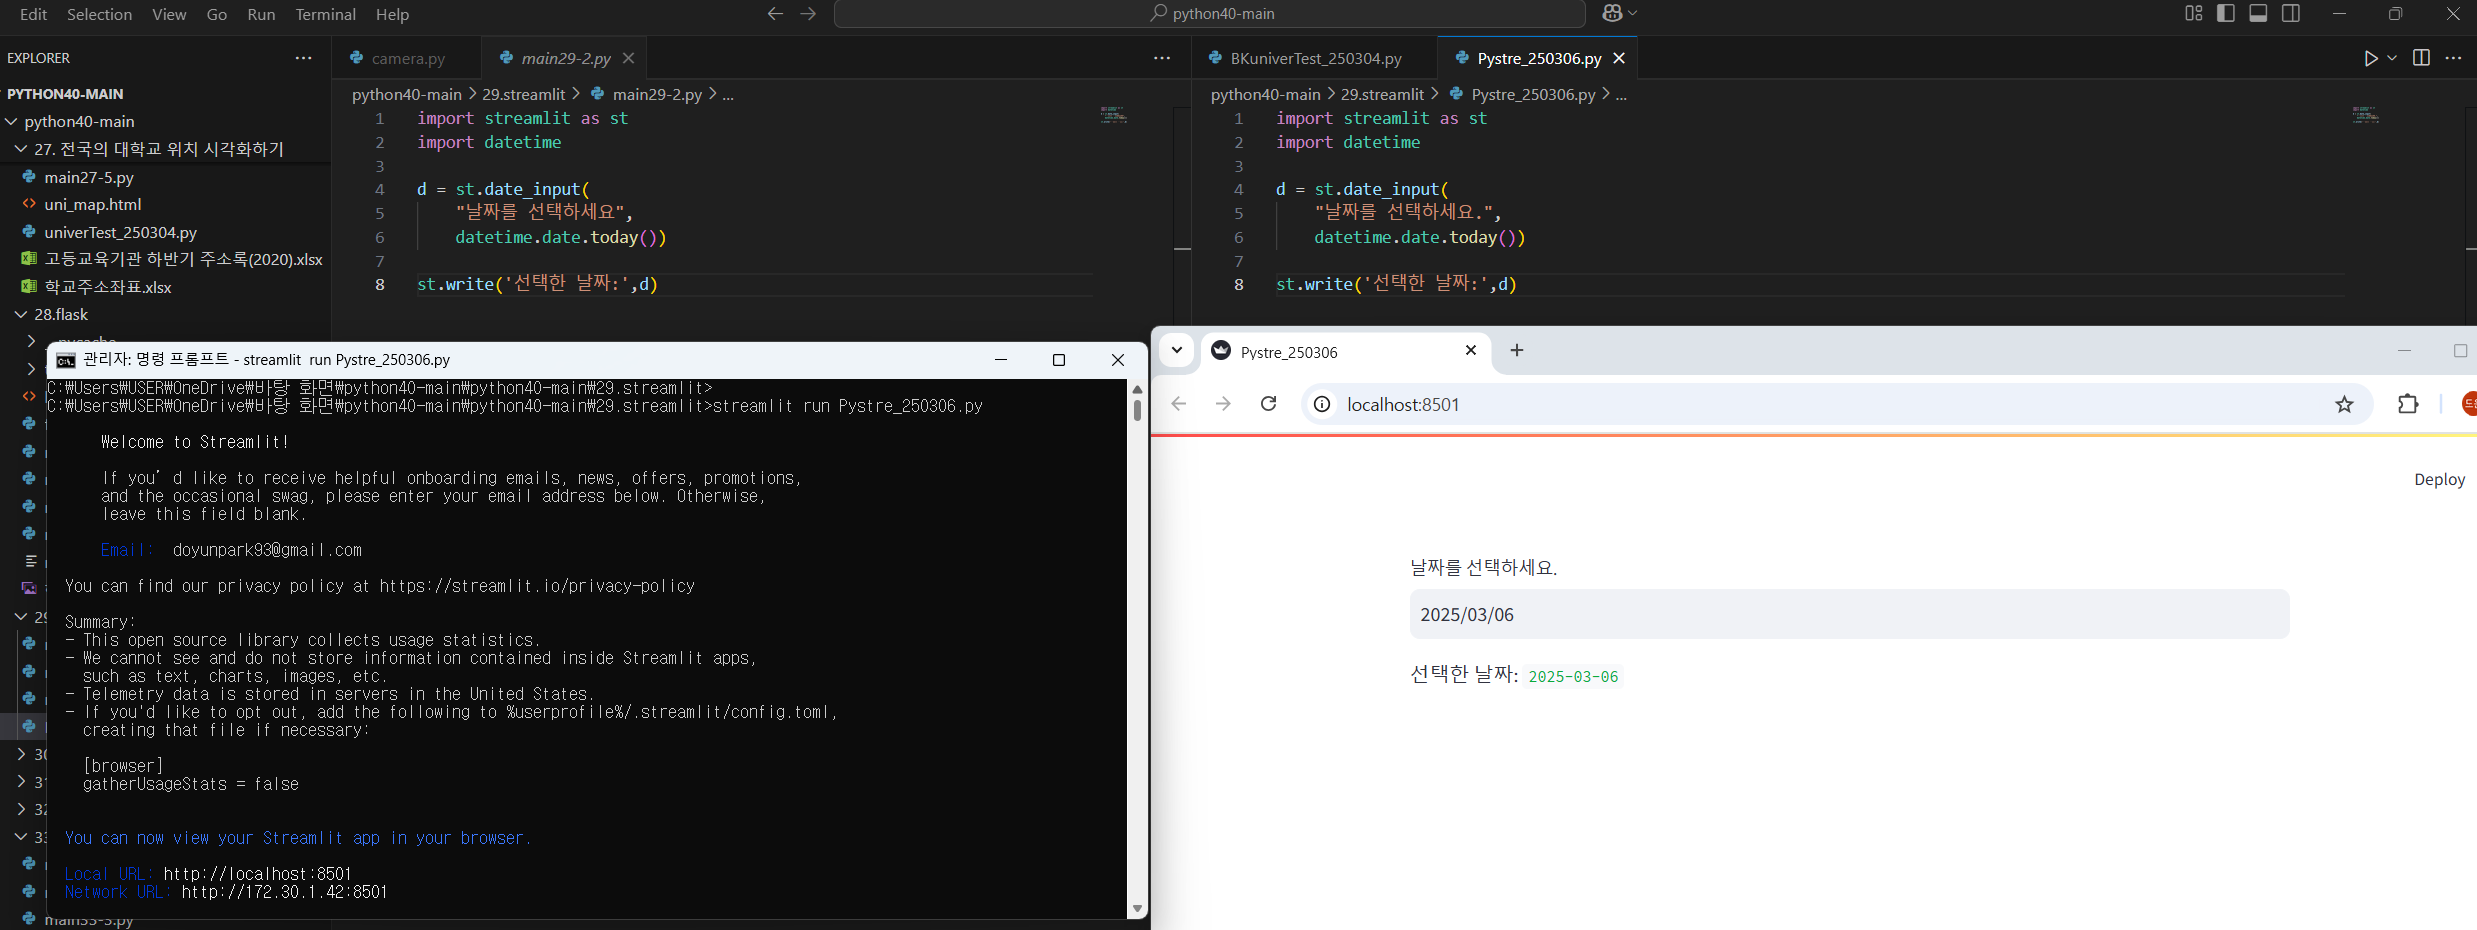 Edit Selection View Go Run Terminal Help
python40-main
EXPLORER
PYTHON40-MAIN
python40-main
27. 전국의 대학교 위치 시각화하기
main27-5.py
uni_map.html
univerTest_250304.py
고등교육기관 하반기 주소록(2020).xlsx
학교주소좌표.xlsx
28.flask
29
30
31
32
33
camera.py
main29-2.py
python40-main > 29.streamlit > main29-2.py > ...
1 import streamlit as st
2 import datetime
3
4 d = st.date_input(
5 "날짜를 선택하세요",
6 datetime.date.today())
7
8 st.write('선택한 날짜:',d)
BKuniverTest_250304.py
Pystre_250306.py
python40-main > 29.streamlit > Pystre_250306.py > ...
1 import streamlit as st
2 import datetime
3
4 d = st.date_input(
5 "날짜를 선택하세요.",
6 datetime.date.today())
7
8 st.write('선택한 날짜:',d)
관리자: 명령 프롬프트 - streamlit run Pystre_250306.py
C:\Users\USER\OneDrive\바탕 화면\python40-main\python40-main\29.streamlit>
C:\Users\USER\OneDrive\바탕 화면\python40-main\python40-main\29.streamlit>streamlit run Pystre_250306.py
Welcome to Streamlit!
If you’d like to receive helpful onboarding emails, news, offers, promotions,
and the occasional swag, please enter your email address below. Otherwise,
leave this field blank.
Email: doyunpark93@gmail.com
You can find our privacy policy at https://streamlit.io/privacy-policy
Summary:
- This open source library collects usage statistics.
- We cannot see and do not store information contained inside Streamlit apps,
such as text, charts, images, etc.
- Telemetry data is stored in servers in the United States.
- If you'd like to opt out, add the following to %userprofile%/.streamlit/config.toml,
creating that file if necessary:
[browser]
gatherUsageStats = false
You can now view your Streamlit app in your browser.
Local URL: http://localhost:8501
Network URL: http://172.30.1.42:8501
Pystre_250306
localhost:8501
Deploy
날짜를 선택하세요.
2025/03/06
선택한 날짜: 2025-03-06